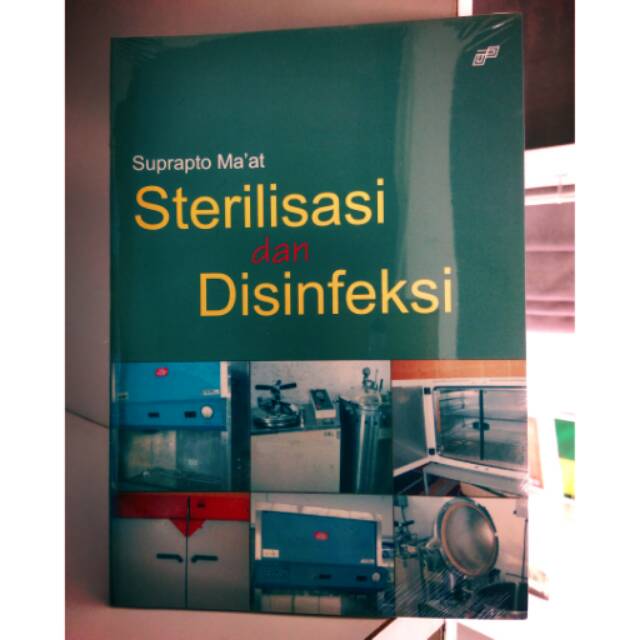 Suprapto Ma'at
Sterilisasi
dan
Disinfeksi